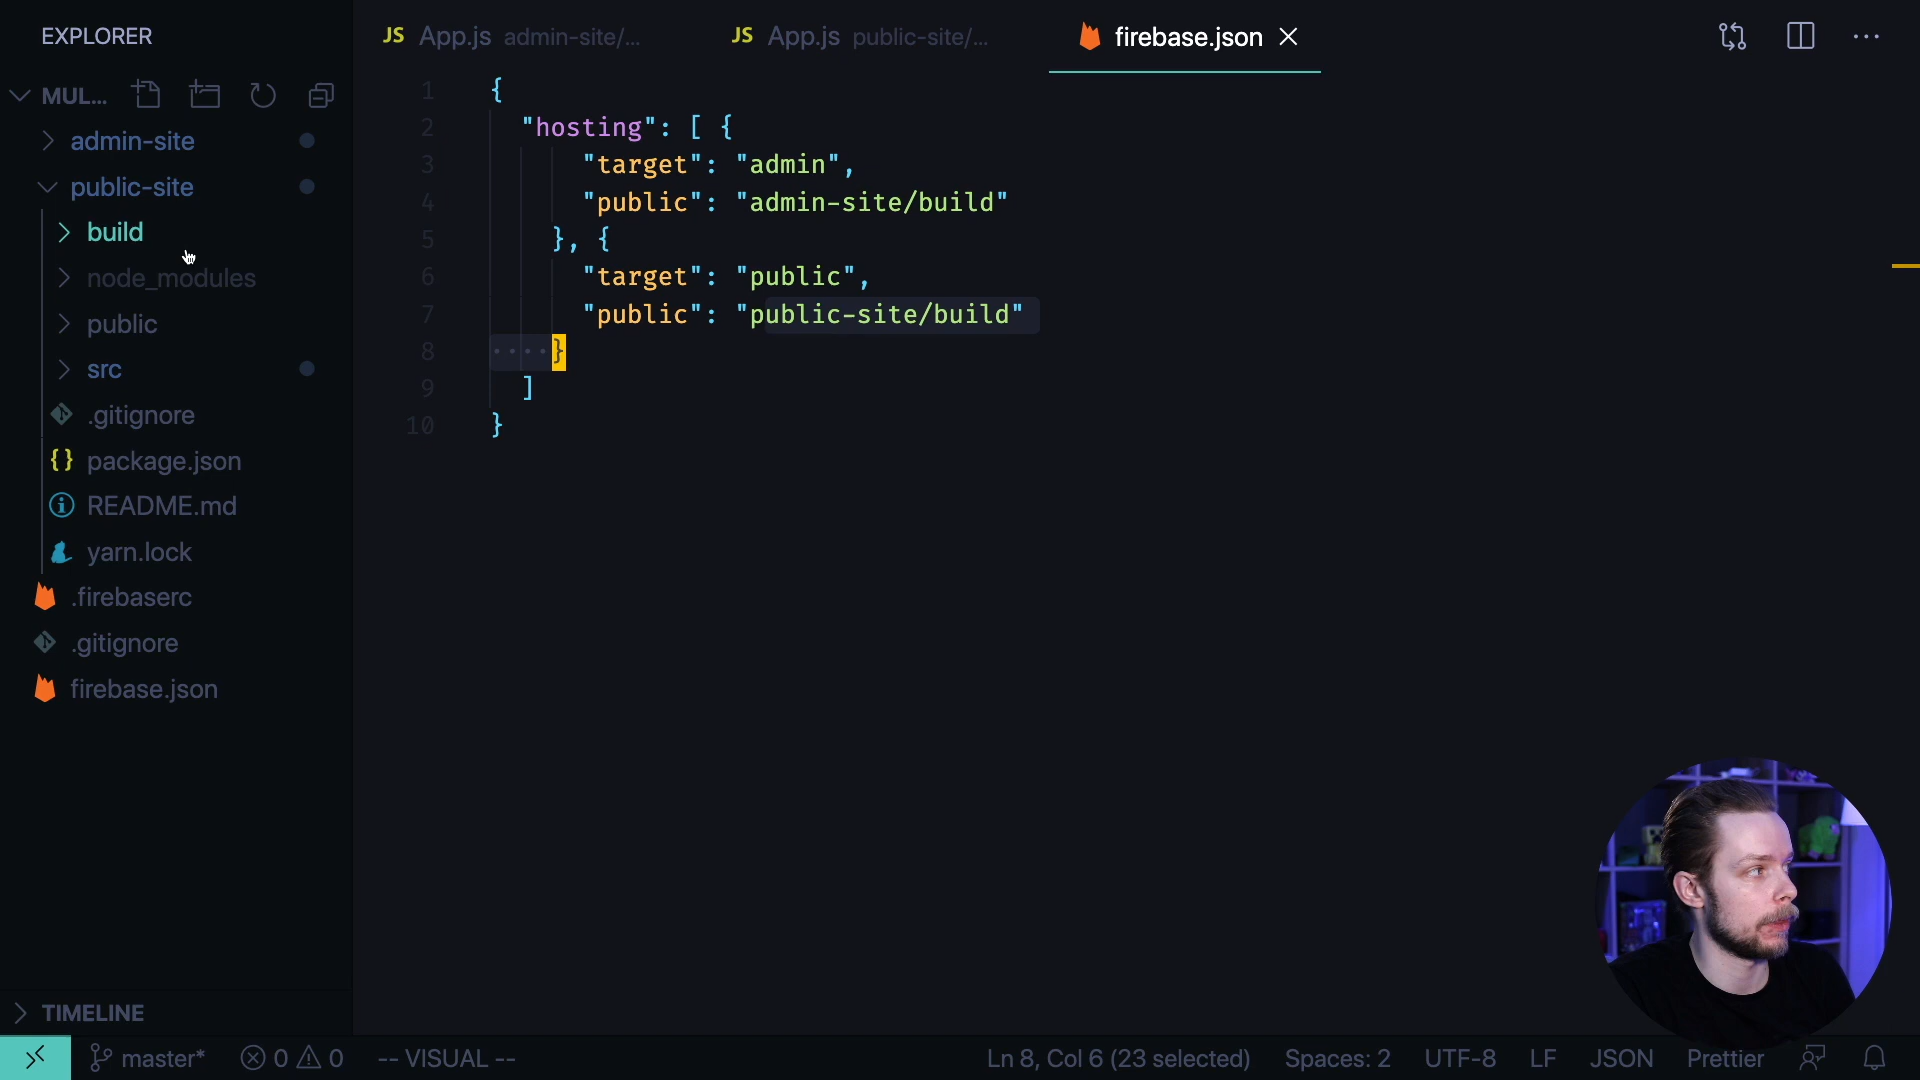 EXPLORER
MUL...
admin-site
public-site
build
node_modules
public
src
.gitignore
package.json
README.md
yarn.lock
.firebaserc
.gitignore
firebase.json
TIMELINE
JS App.js admin-site/...
JS App.js public-site/...
firebase.json
1 {
2 "hosting": [ {
3 "target": "admin",
4 "public": "admin-site/build"
5 }, {
6 "target": "public",
7 "public": "public-site/build"
8 ····}
9 ]
10 }
master* 0 0 -- VISUAL -- Ln 8, Col 6 (23 selected) Spaces: 2 UTF-8 LF JSON Prettier